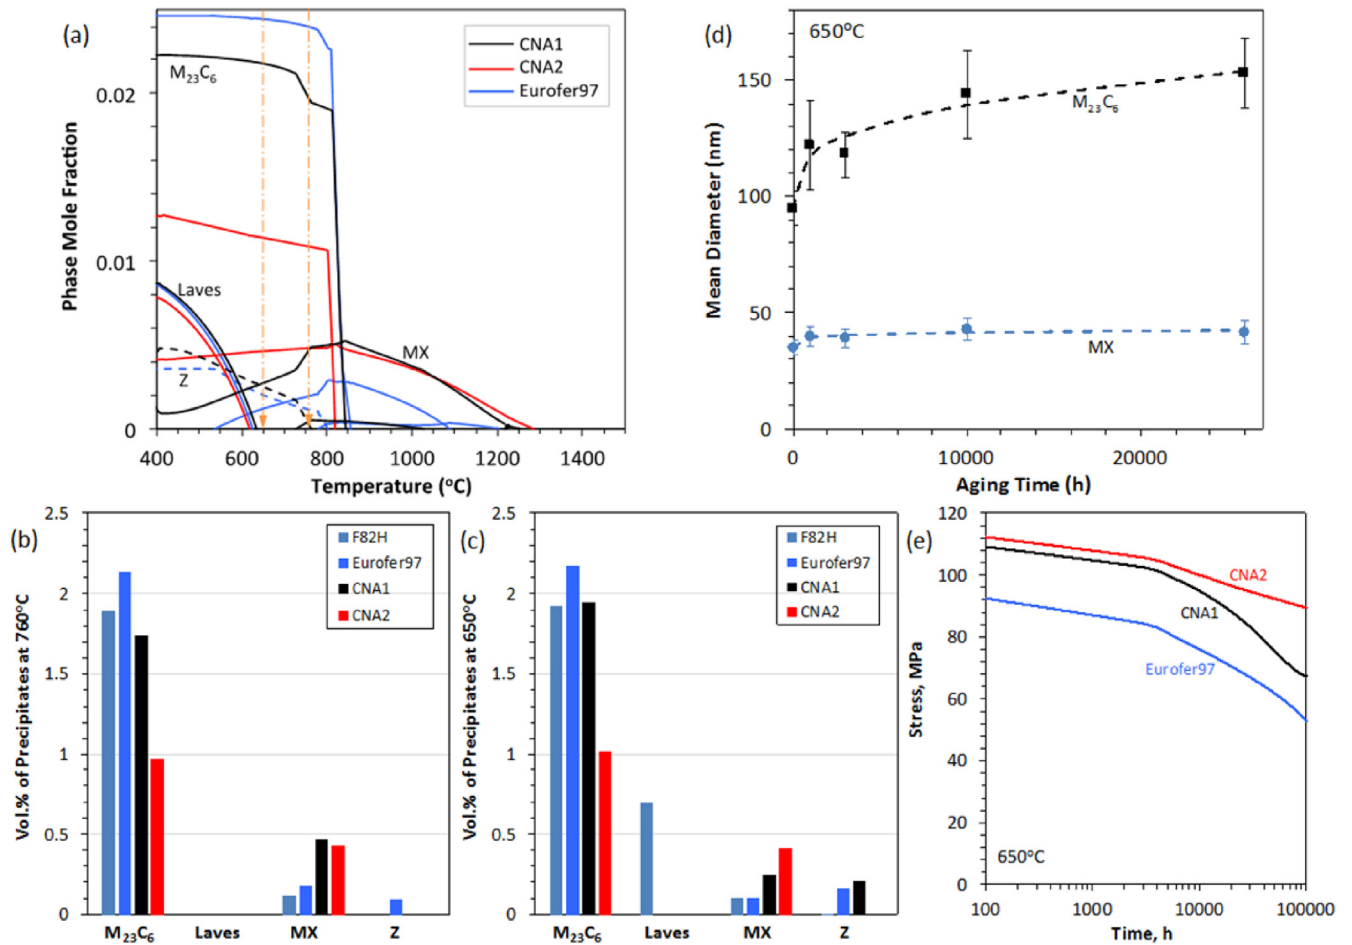 (a)
CNA1
CNA2
Eurofer97
M₂₃C₆
Laves
Z
MX
Phase Mole Fraction
0.02
0.01
0
400 600 800 1000 1200 1400
Temperature (°C)
(d)
650°C
M₂₃C₆
MX
Mean Diameter (nm)
150
100
50
0
0 10000 20000
Aging Time (h)
(b)
F82H
Eurofer97
CNA1
CNA2
Vol.% of Precipitates at 760°C
2.5
2
1.5
1
0.5
0
M₂₃C₆ Laves MX Z
(c)
F82H
Eurofer97
CNA1
CNA2
Vol.% of Precipitates at 650°C
2.5
2
1.5
1
0.5
0
M₂₃C₆ Laves MX Z
(e)
CNA2
CNA1
Eurofer97
650°C
Stress, MPa
120
100
80
60
40
20
0
100 1000 10000 100000
Time, h